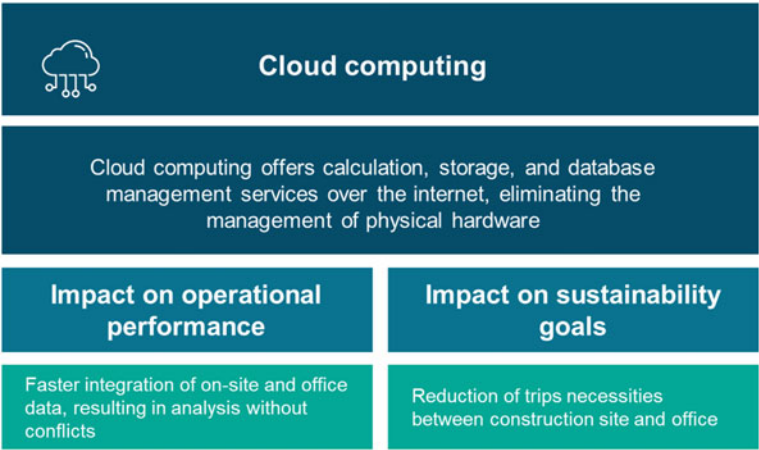 Cloud computing
Cloud computing offers calculation, storage, and database
management services over the internet, eliminating the
management of physical hardware
Impact on operational
performance
Impact on sustainability
goals
Faster integration of on-site and office
data, resulting in analysis without
conflicts
Reduction of trips necessities
between construction site and office